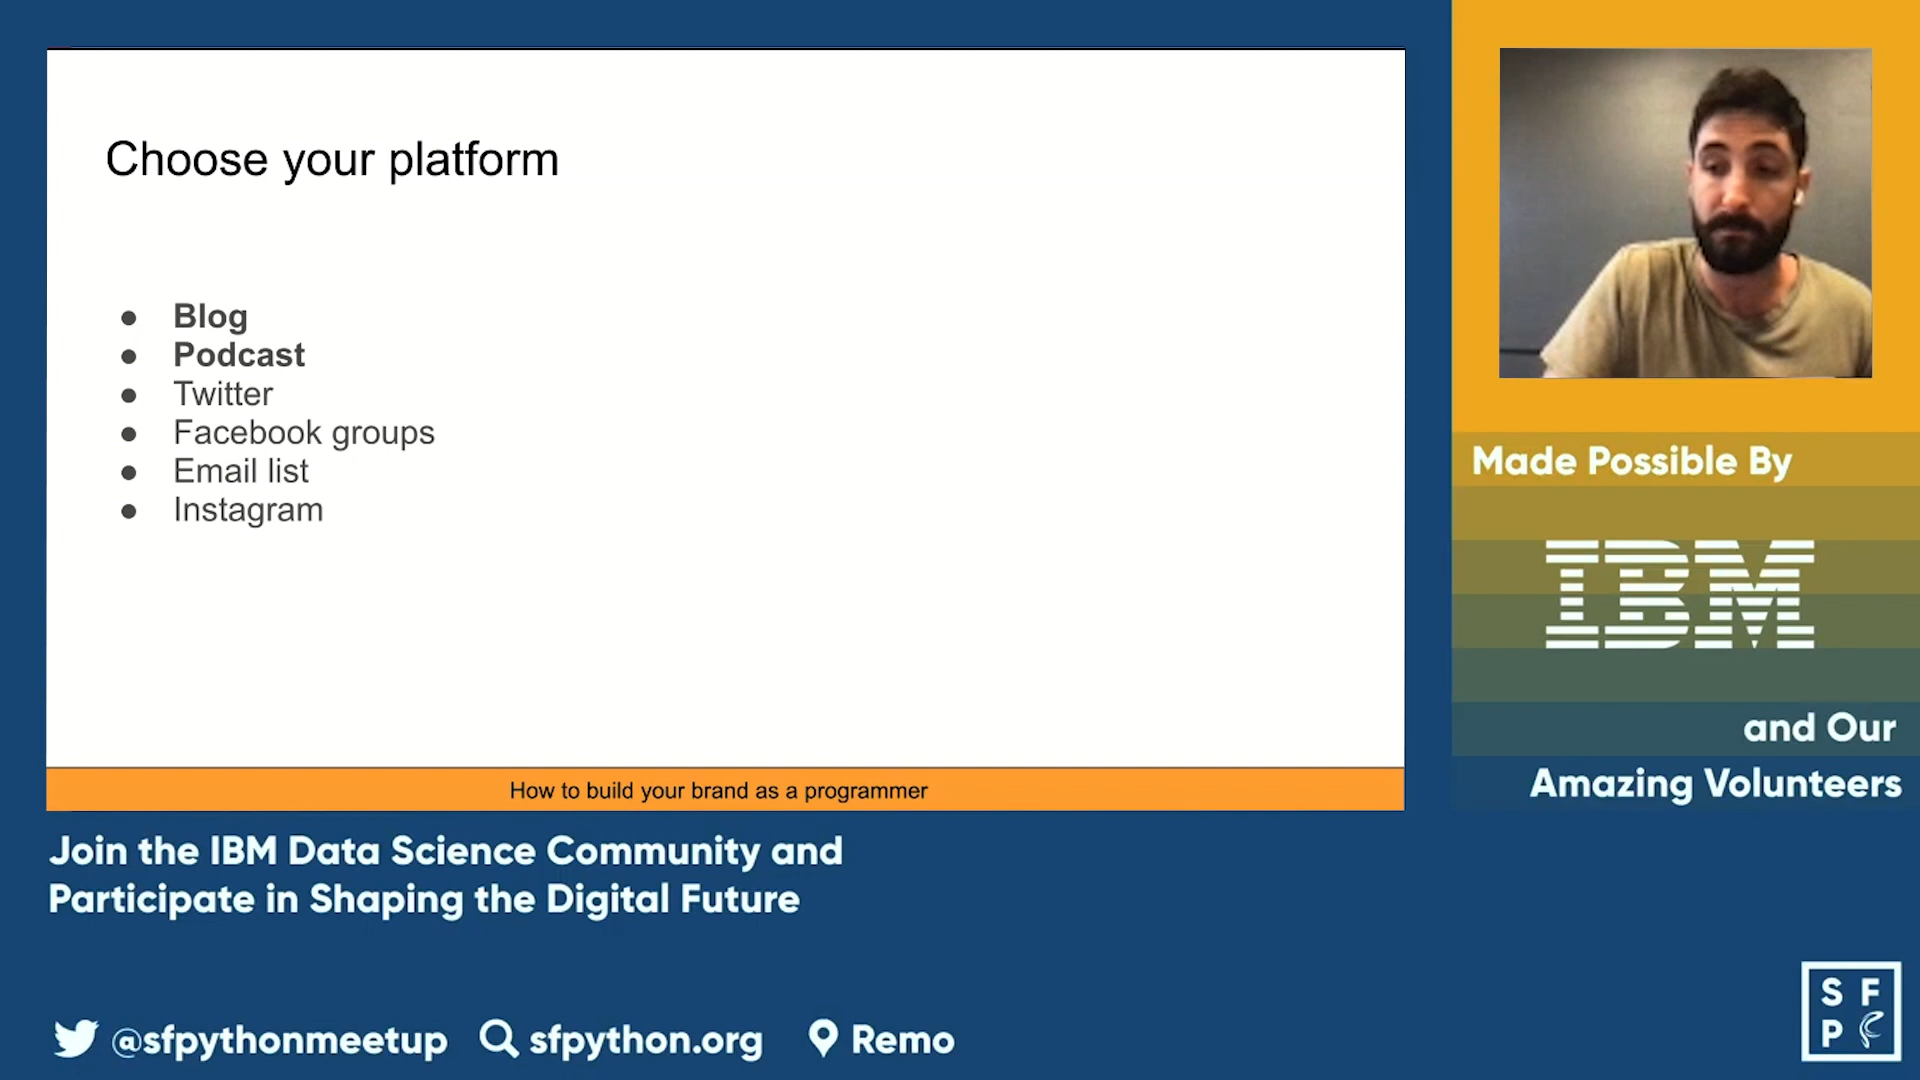 Choose your platform
Blog
Podcast
Twitter
Facebook groups
Email list
Instagram
How to build your brand as a programmer
Made Possible By
IBM
and Our
Amazing Volunteers
Join the IBM Data Science Community and
Participate in Shaping the Digital Future
@sfpythonmeetup
sfpython.org
Remo
S F
P